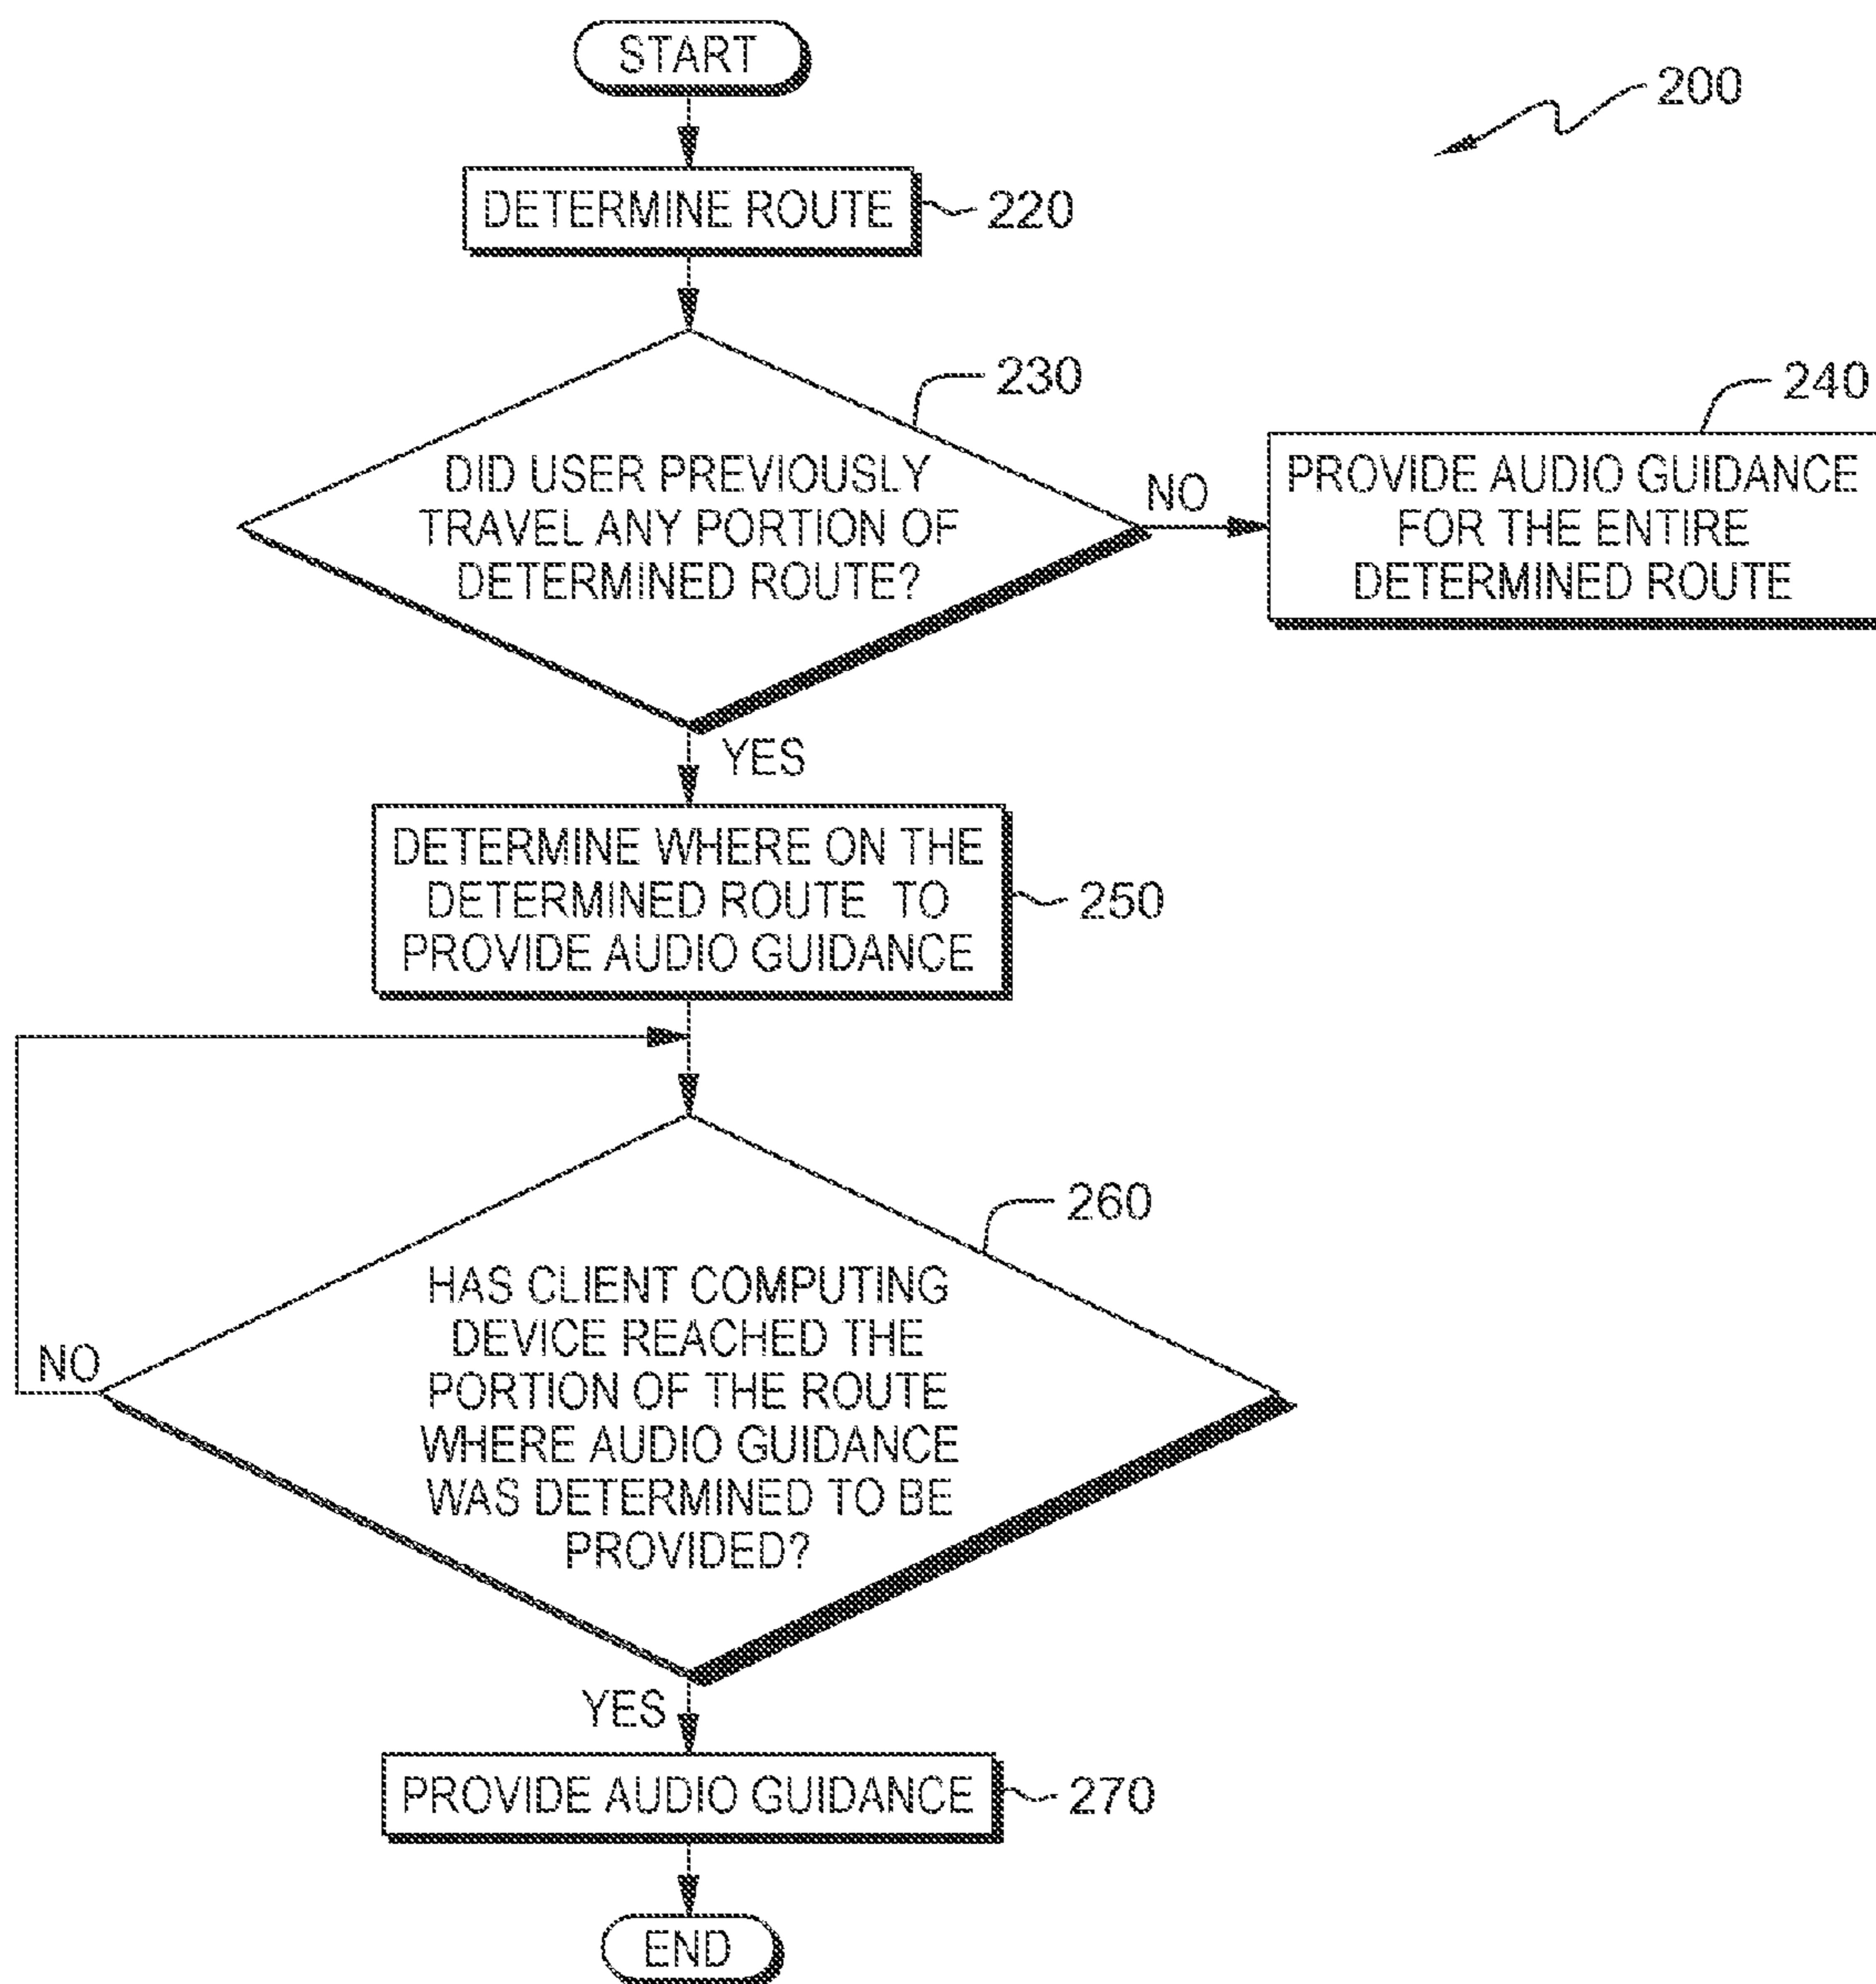 START
200
DETERMINE ROUTE
220
230
DID USER PREVIOUSLY
TRAVEL ANY PORTION OF
DETERMINED ROUTE?
NO
240
PROVIDE AUDIO GUIDANCE
FOR THE ENTIRE
DETERMINED ROUTE
YES
DETERMINE WHERE ON THE
DETERMINED ROUTE TO
PROVIDE AUDIO GUIDANCE
250
260
HAS CLIENT COMPUTING
DEVICE REACHED THE
PORTION OF THE ROUTE
WHERE AUDIO GUIDANCE
WAS DETERMINED TO BE
PROVIDED?
NO
YES
PROVIDE AUDIO GUIDANCE
270
END